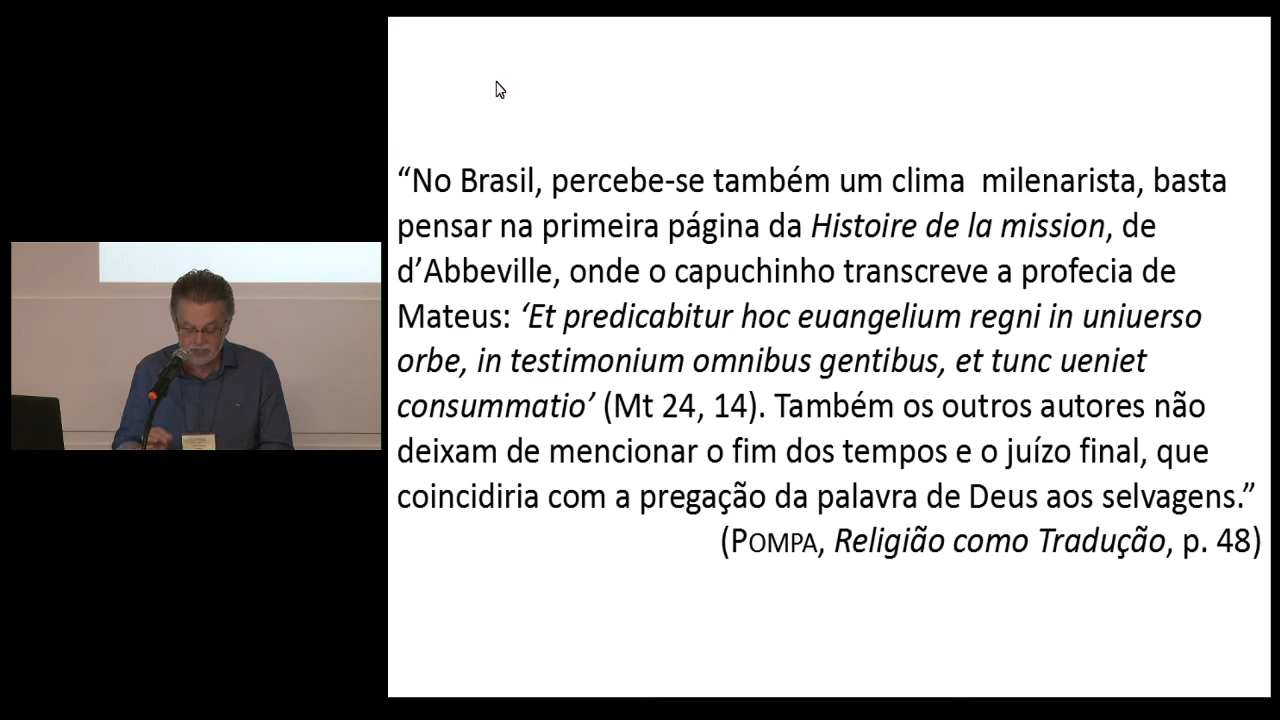 “No Brasil, percebe-se também um clima  milenarista, basta
pensar na primeira página da Histoire de la mission, de
d’Abbeville, onde o capuchinho transcreve a profecia de
Mateus: ‘Et predicabitur hoc euangelium regni in uniuerso
orbe, in testimonium omnibus gentibus, et tunc ueniet
consummatio’ (Mt 24, 14). Também os outros autores não
deixam de mencionar o fim dos tempos e o juízo final, que
coincidiria com a pregação da palavra de Deus aos selvagens.”
(POMPA, Religião como Tradução, p. 48)